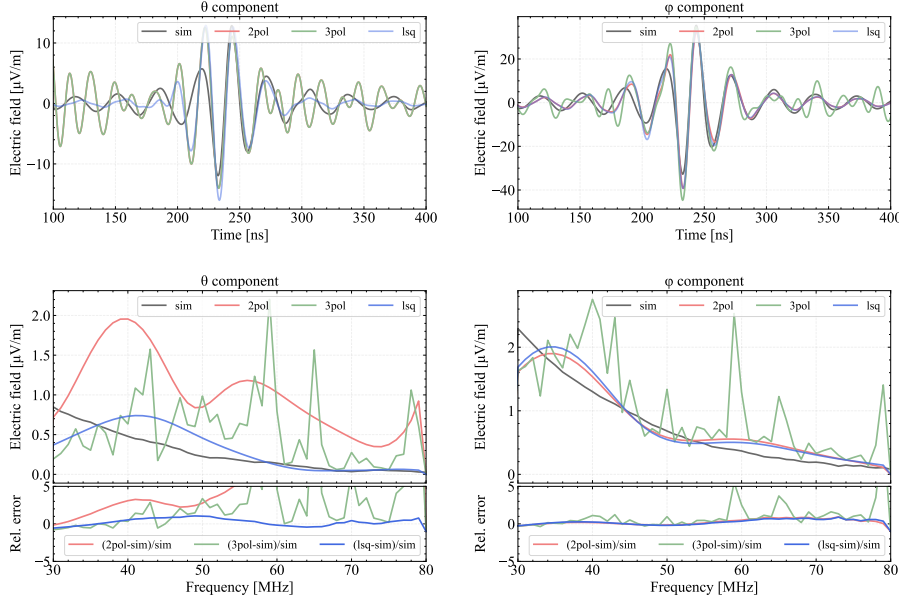 θ component
sim 2pol 3pol lsq
Electric field [μV/m]
10
0
−10
100 150 200 250 300 350 400
Time [ns]
φ component
sim 2pol 3pol lsq
Electric field [μV/m]
20
0
−20
−40
100 150 200 250 300 350 400
Time [ns]
θ component
sim 2pol 3pol lsq
Electric field [μV/m]
2.0
1.5
1.0
0.5
0.0
Rel. error
5
0
−5
(2pol-sim)/sim (3pol-sim)/sim (lsq-sim)/sim
30 40 50 60 70 80
Frequency [MHz]
φ component
sim 2pol 3pol lsq
Electric field [μV/m]
2
1
0
Rel. error
5
0
−5
(2pol-sim)/sim (3pol-sim)/sim (lsq-sim)/sim
30 40 50 60 70 80
Frequency [MHz]